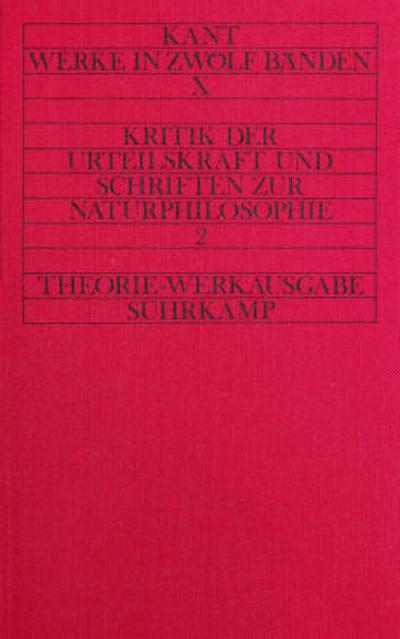 KANT
WERKE IN ZWÖLF BÄNDEN
X
KRITIK DER
URTEILSKRAFT UND
SCHRIFTEN ZUR
NATURPHILOSOPHIE
2
THEORIE-WERKAUSGABE
SUHRKAMP